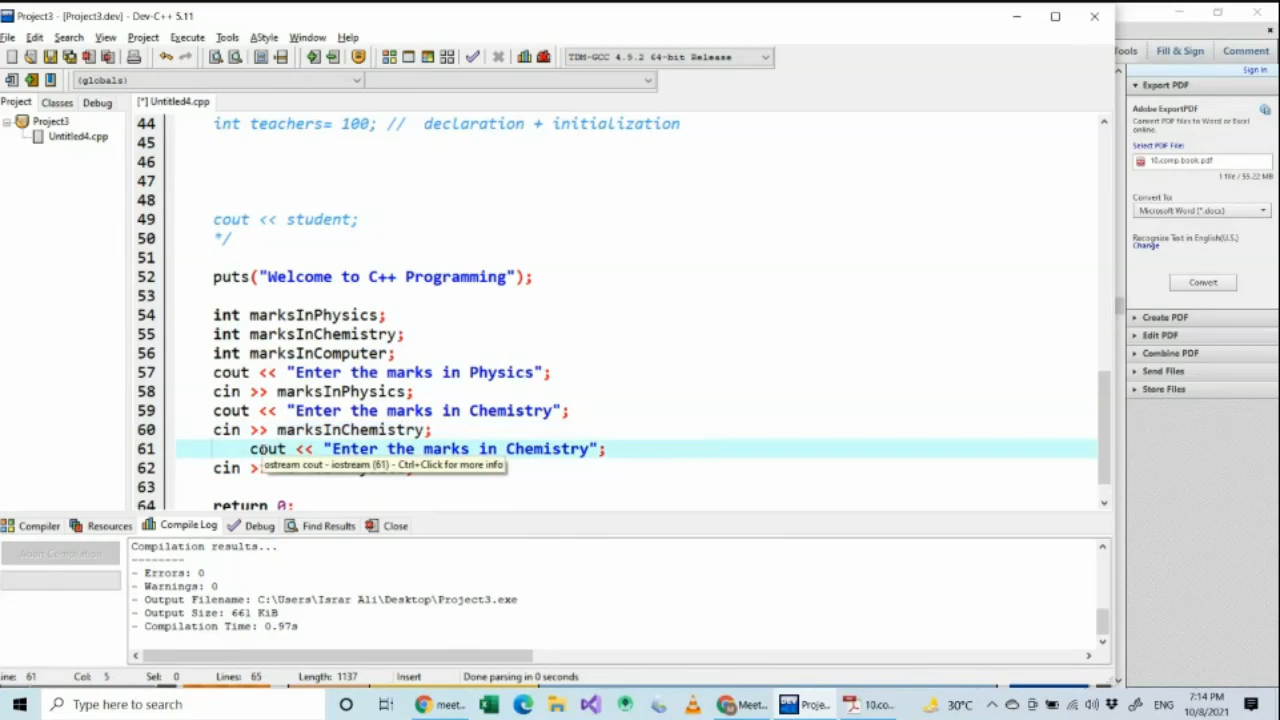 Project3 - [Project3.dev] - Dev-C++ 5.11
File Edit Search View Project Execute Tools AStyle Window Help
TDM-GCC 4.9.2 64-bit Release
(globals)
Project Classes Debug
[*] Untitled4.cpp
Project3
Untitled4.cpp
44 int teachers= 100; // declaration + initialization
45
46
47
48
49 cout << student;
50 */
51
52 puts("Welcome to C++ Programming");
53
54 int marksInPhysics;
55 int marksInChemistry;
56 int marksInComputer;
57 cout << "Enter the marks in Physics";
58 cin >> marksInPhysics;
59 cout << "Enter the marks in Chemistry";
60 cin >> marksInChemistry;
61 cout << "Enter the marks in Chemistry";
ostream cout - iostream (61) - Ctrl+Click for more info
62 cin >
63
64 return 0;
Compiler Resources Compile Log Debug Find Results Close
Abort Compilation
Compilation results...
--------
- Errors: 0
- Warnings: 0
- Output Filename: C:\Users\Israr Ali\Desktop\Project3.exe
- Output Size: 661 KiB
- Compilation Time: 0.97s
Line: 61 Col: 5 Sel: 0 Lines: 65 Length: 1137 Insert Done parsing in 0 seconds
Tools Fill & Sign Comment
Sign In
Export PDF
Adobe ExportPDF
Convert PDF files to Word or Excel
online.
Select PDF File:
10.comp.book.pdf
1 file / 55.22 MB
Convert To:
Microsoft Word (*.docx)
Recognize Text in English(U.S.)
Change
Convert
Create PDF
Edit PDF
Combine PDF
Send Files
Store Files
Type here to search
meet... Meet... Proje... 10.co...
30°C
ENG
7:14 PM
10/8/2021